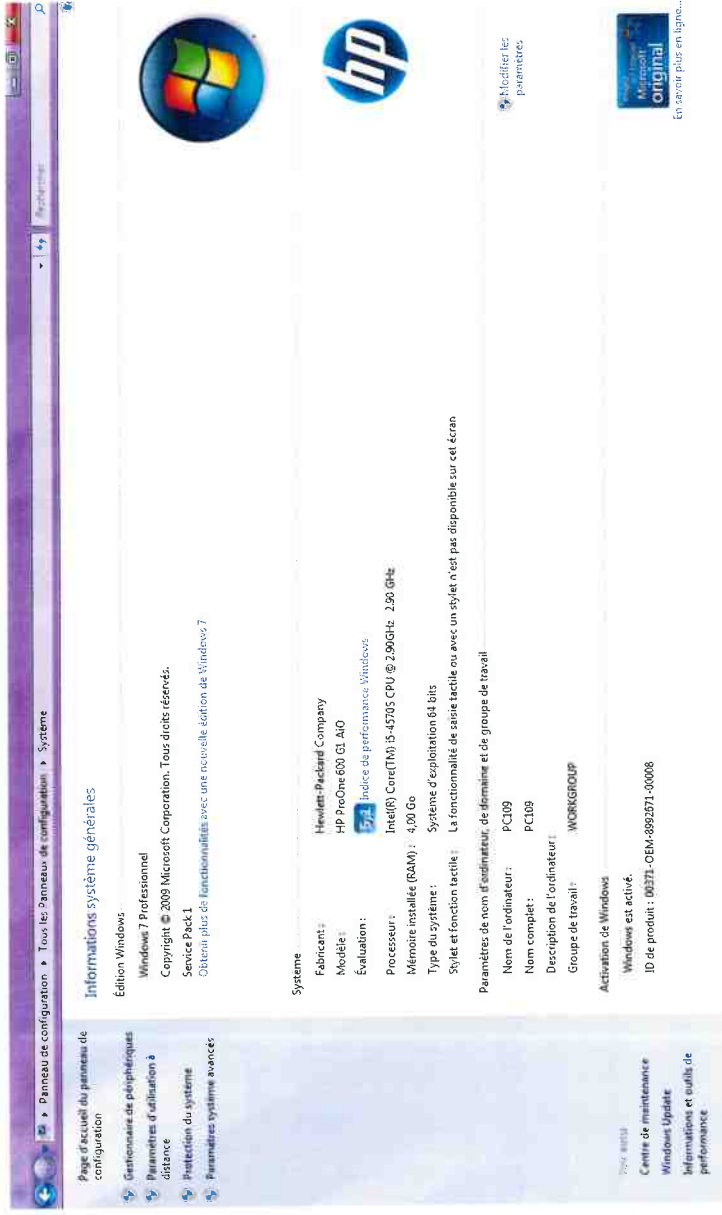 Panneau de configuration ▸ Tous les Panneaux de configuration ▸ Système
Rechercher
Page d'accueil du panneau de
configuration
Gestionnaire de périphériques
Paramètres d'utilisation à
distance
Protection du système
Paramètres système avancés
Informations système générales
Édition Windows
Windows 7 Professionnel
Copyright © 2009 Microsoft Corporation. Tous droits réservés.
Service Pack 1
Obtenir plus de fonctionnalités avec une nouvelle édition de Windows 7
Système
Fabricant : Hewlett-Packard Company
Modèle : HP ProOne 600 G1 AiO
Évaluation : 5,1 Indice de performance Windows
Processeur : Intel(R) Core(TM) i5-4570S CPU @ 2.90GHz 2.90 GHz
Mémoire installée (RAM) : 4,00 Go
Type du système : Système d'exploitation 64 bits
Stylet et fonction tactile : La fonctionnalité de saisie tactile ou avec un stylet n'est pas disponible sur cet écran
hp
Paramètres de nom d'ordinateur, de domaine et de groupe de travail
Nom de l'ordinateur : PC109
Nom complet : PC109
Description de l'ordinateur :
Groupe de travail : WORKGROUP
Modifier les
paramètres
Activation de Windows
Windows est activé.
ID de produit : 00371-OEM-8992671-00008
Microsoft
original
En savoir plus en ligne...
Voir aussi
Centre de maintenance
Windows Update
Informations et outils de
performance